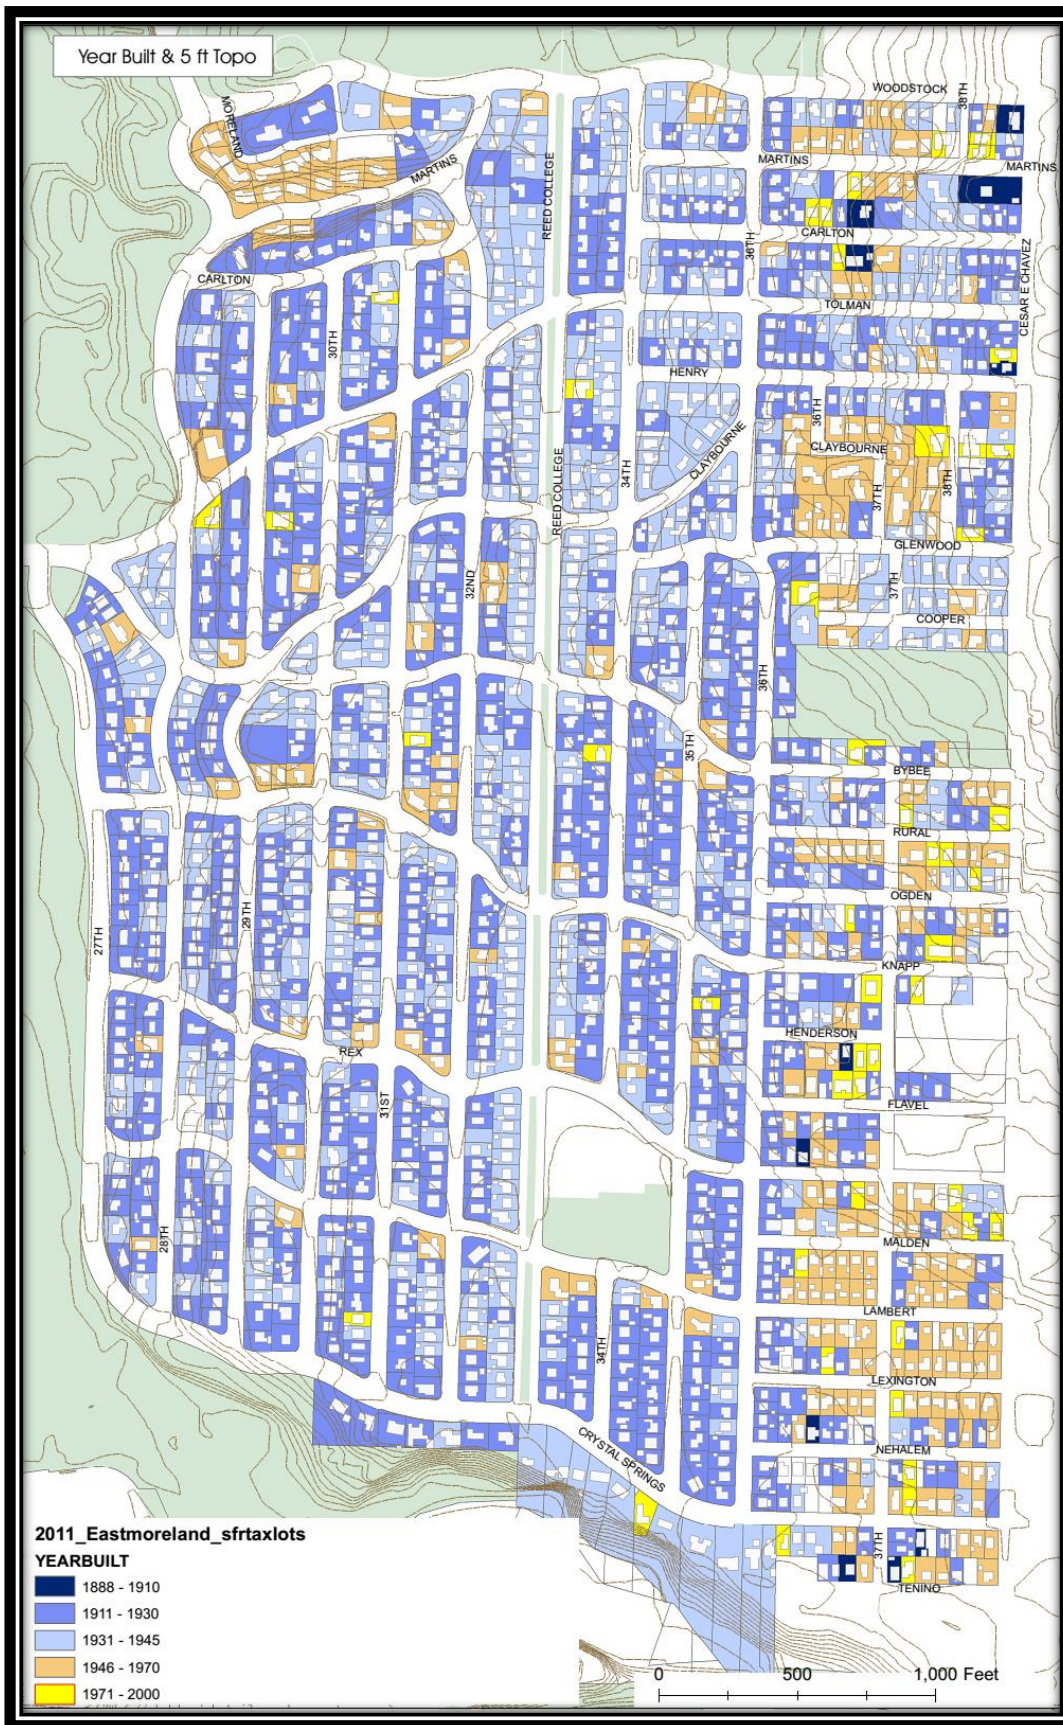 Year Built & 5 ft Topo
WOODSTOCK
38TH
MORELAND
MARTINS
MARTINS
MARTINS
REED COLLEGE
CARLTON
36TH
CARLTON
TOLMAN
CESAR E CHAVEZ
30TH
HENRY
36TH
CLAYBOURNE
CLAYBOURNE
REED COLLEGE
34TH
37TH
38TH
GLENWOOD
32ND
37TH
COOPER
36TH
35TH
BYBEE
RURAL
OGDEN
29TH
27TH
KNAPP
HENDERSON
REX
31ST
FLAVEL
28TH
MALDEN
LAMBERT
34TH
LEXINGTON
NEHALEM
CRYSTAL SPRINGS
37TH
TENINO
2011_Eastmoreland_sfrtaxlots
YEARBUILT
1888 - 1910
1911 - 1930
1931 - 1945
1946 - 1970
1971 - 2000
0 500 1,000 Feet